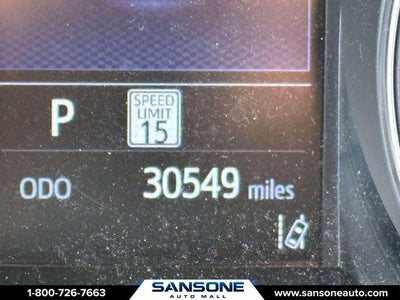 P
SPEED
LIMIT
15
ODO 30549 miles
1-800-726-7663 SANSONE AUTO MALL www.sansoneauto.com